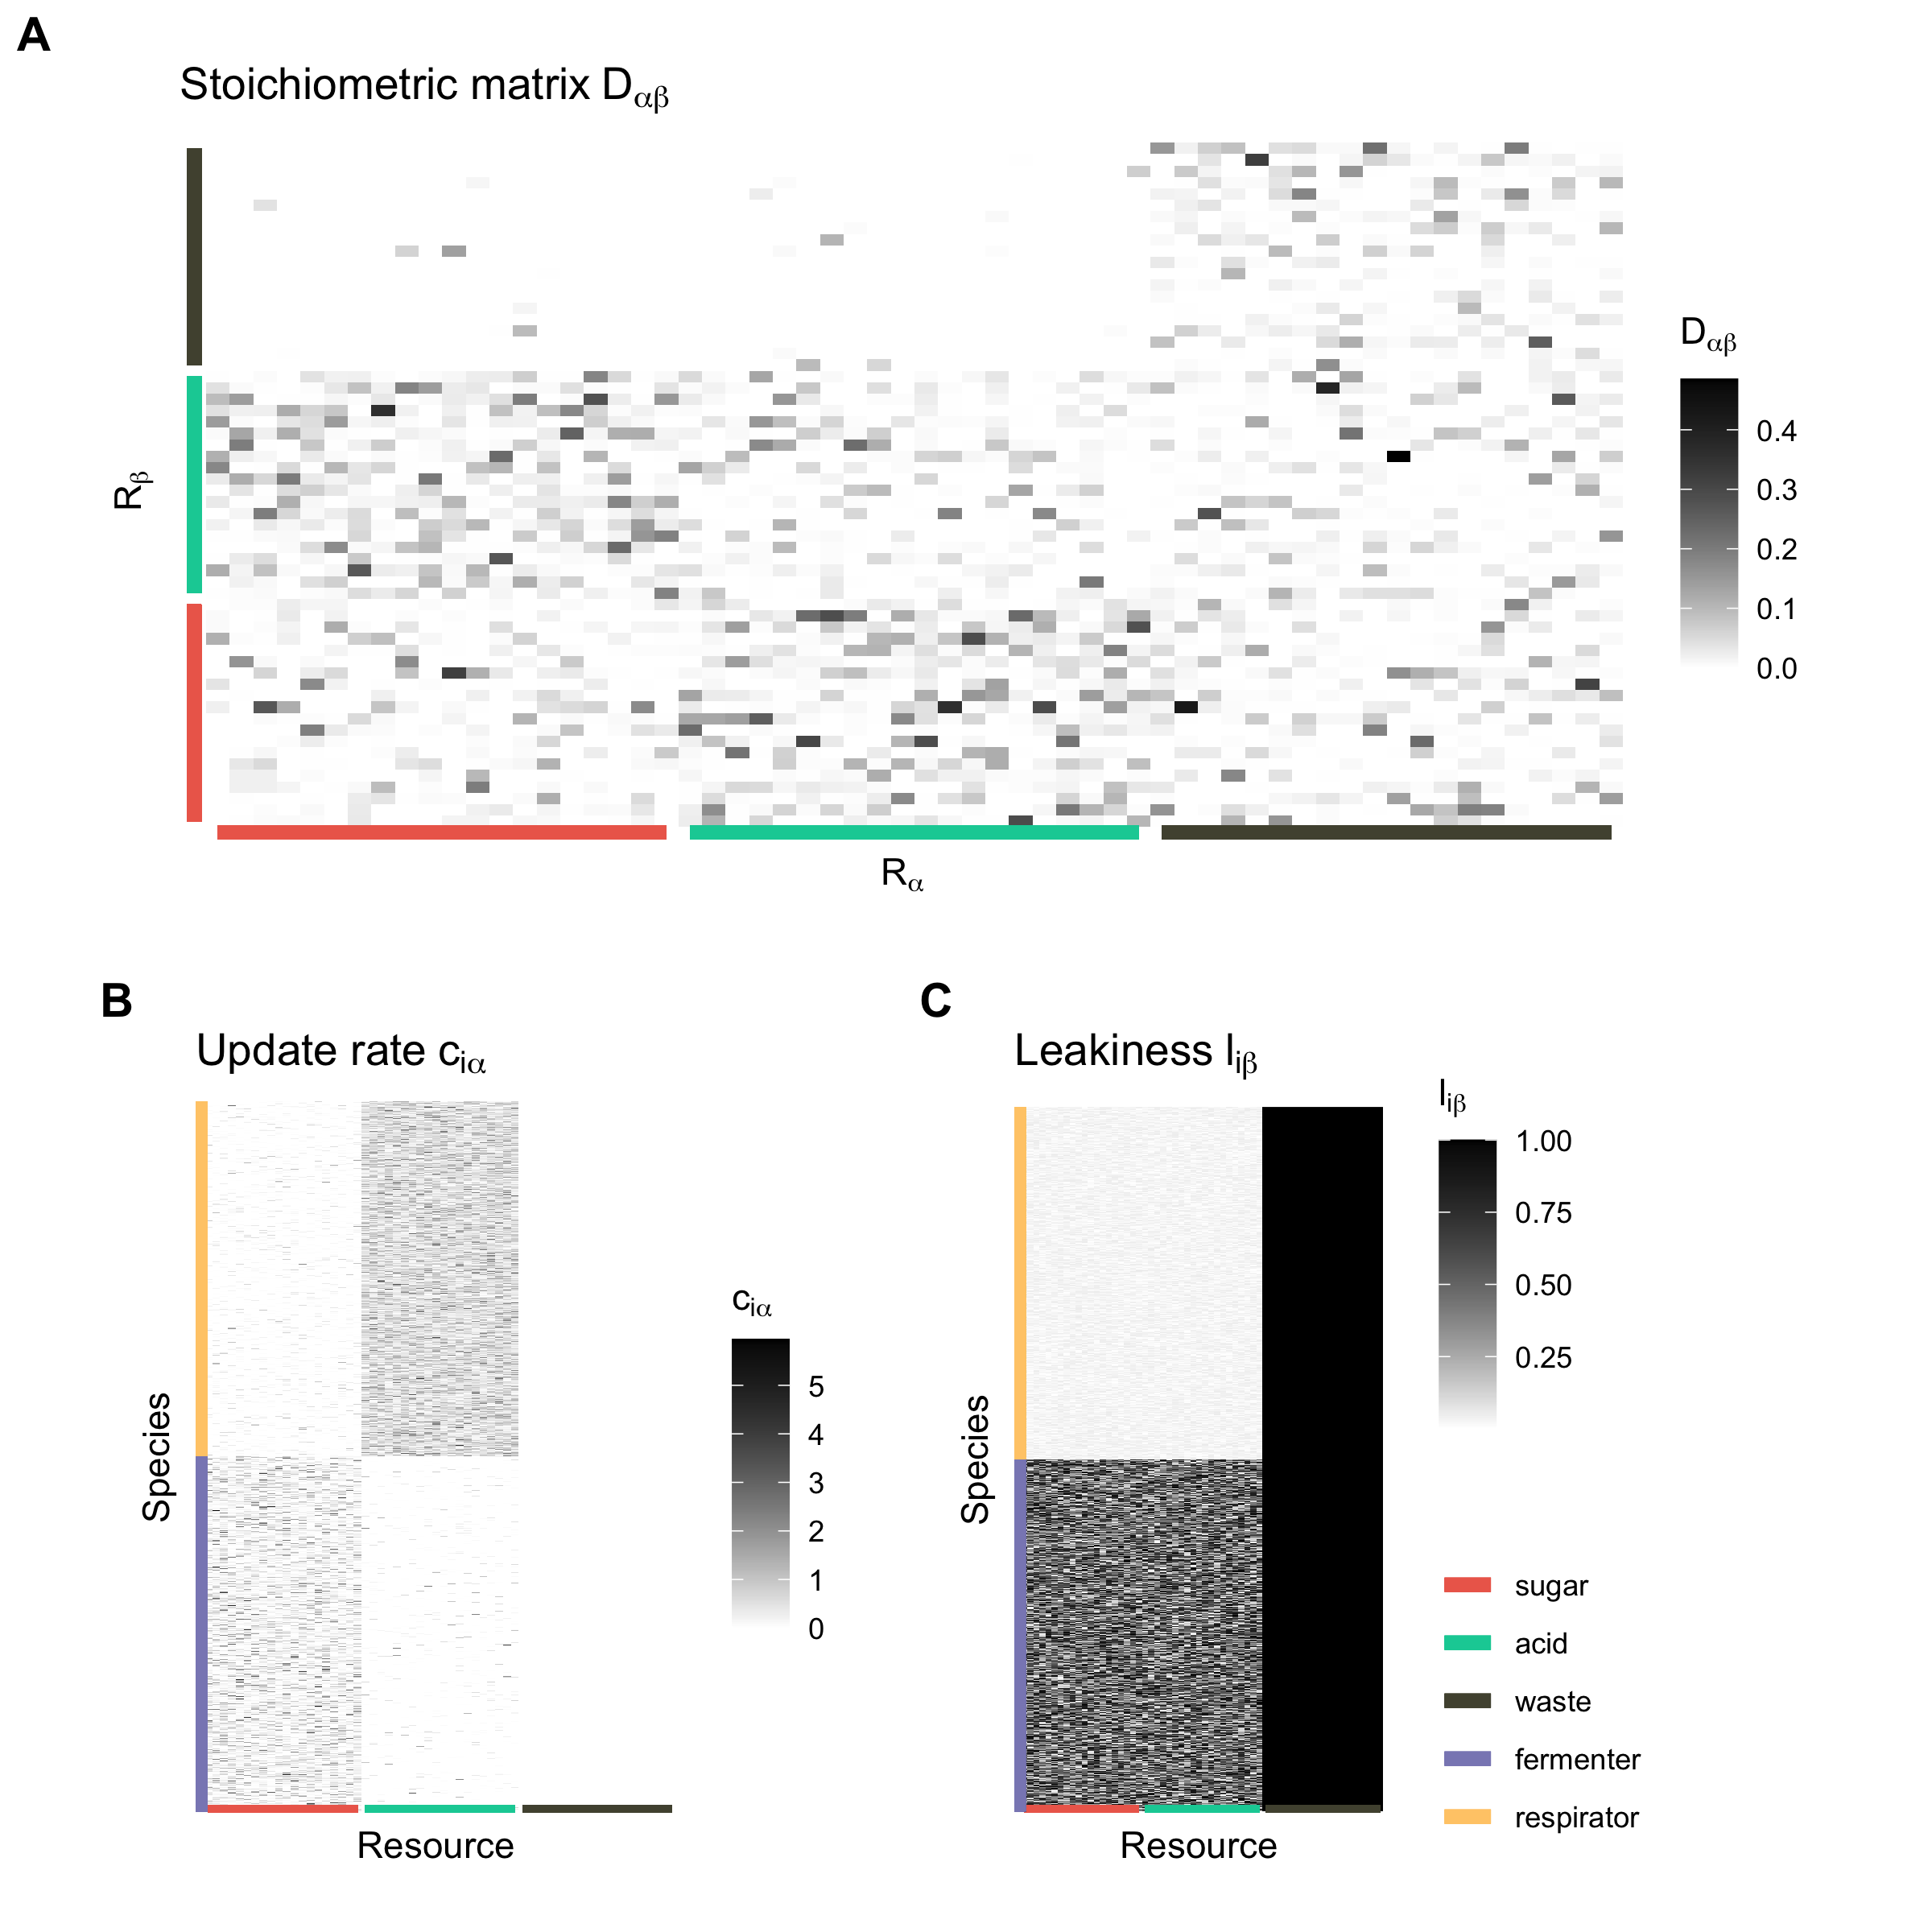 A
Stoichiometric matrix Dαβ
Rβ
Rα
Dαβ
0.4
0.3
0.2
0.1
0.0
B
Update rate ciα
Species
Resource
ciα
5
4
3
2
1
0
C
Leakiness liβ
Species
Resource
liβ
1.00
0.75
0.50
0.25
sugar
acid
waste
fermenter
respirator